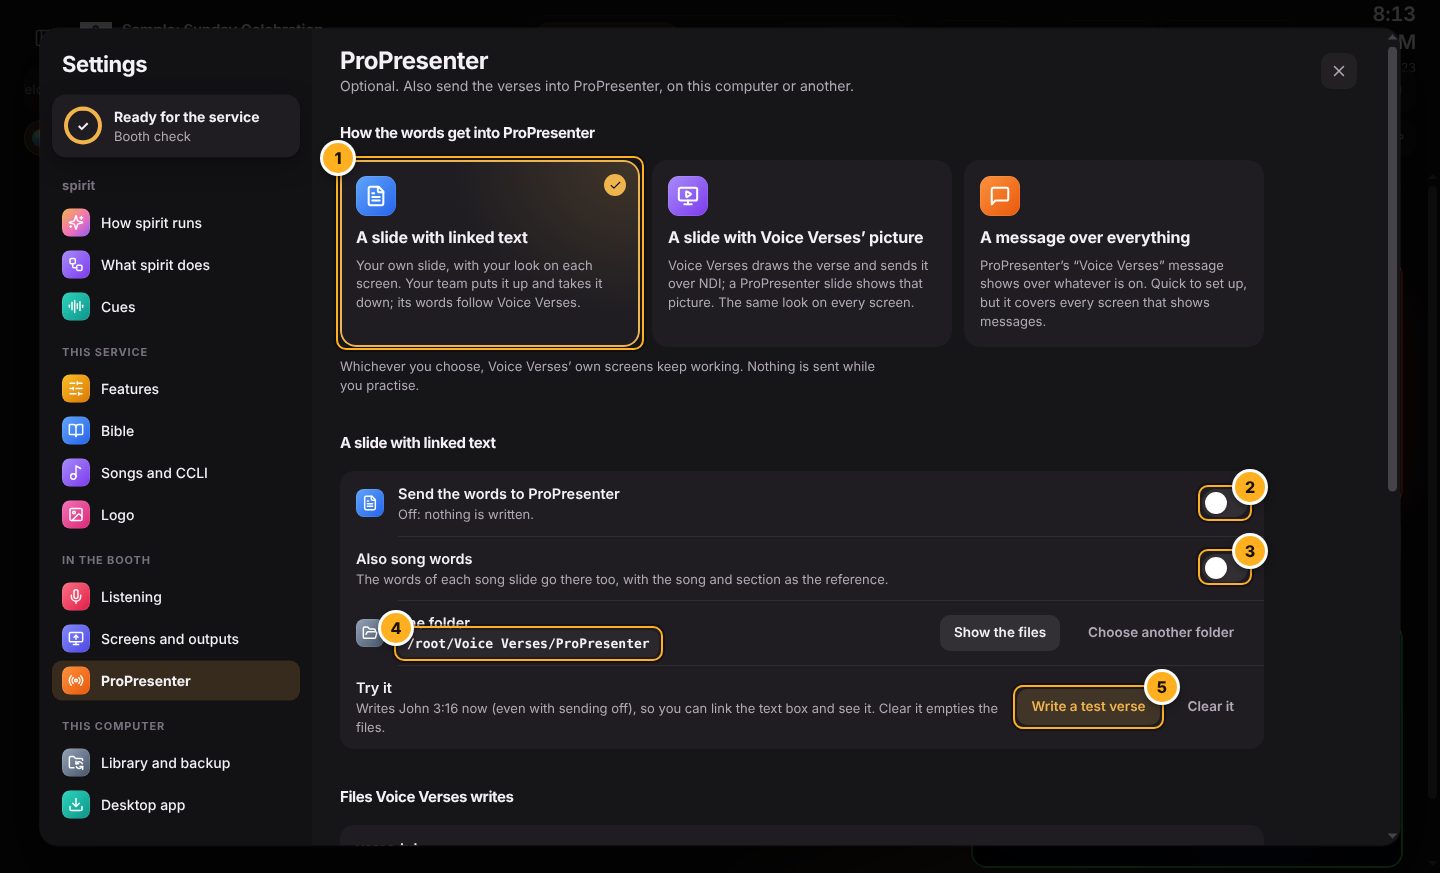 8:13
Settings
Ready for the service
Booth check
spirit
How spirit runs
What spirit does
Cues
THIS SERVICE
Features
Bible
Songs and CCLI
Logo
IN THE BOOTH
Listening
Screens and outputs
ProPresenter
THIS COMPUTER
Library and backup
Desktop app
ProPresenter
Optional. Also send the verses into ProPresenter, on this computer or another.
How the words get into ProPresenter
1
A slide with linked text
Your own slide, with your look on each
screen. Your team puts it up and takes it
down; its words follow Voice Verses.
A slide with Voice Verses’ picture
Voice Verses draws the verse and sends it
over NDI; a ProPresenter slide shows that
picture. The same look on every screen.
A message over everything
ProPresenter’s “Voice Verses” message
shows over whatever is on. Quick to set up,
but it covers every screen that shows
messages.
Whichever you choose, Voice Verses’ own screens keep working. Nothing is sent while
you practise.
A slide with linked text
Send the words to ProPresenter
Off: nothing is written.
2
Also song words
The words of each song slide go there too, with the song and section as the reference.
3
folder
4
/root/Voice Verses/ProPresenter
Show the files
Choose another folder
Try it
Writes John 3:16 now (even with sending off), so you can link the text box and see it. Clear it empties the
files.
5
Write a test verse
Clear it
Files Voice Verses writes